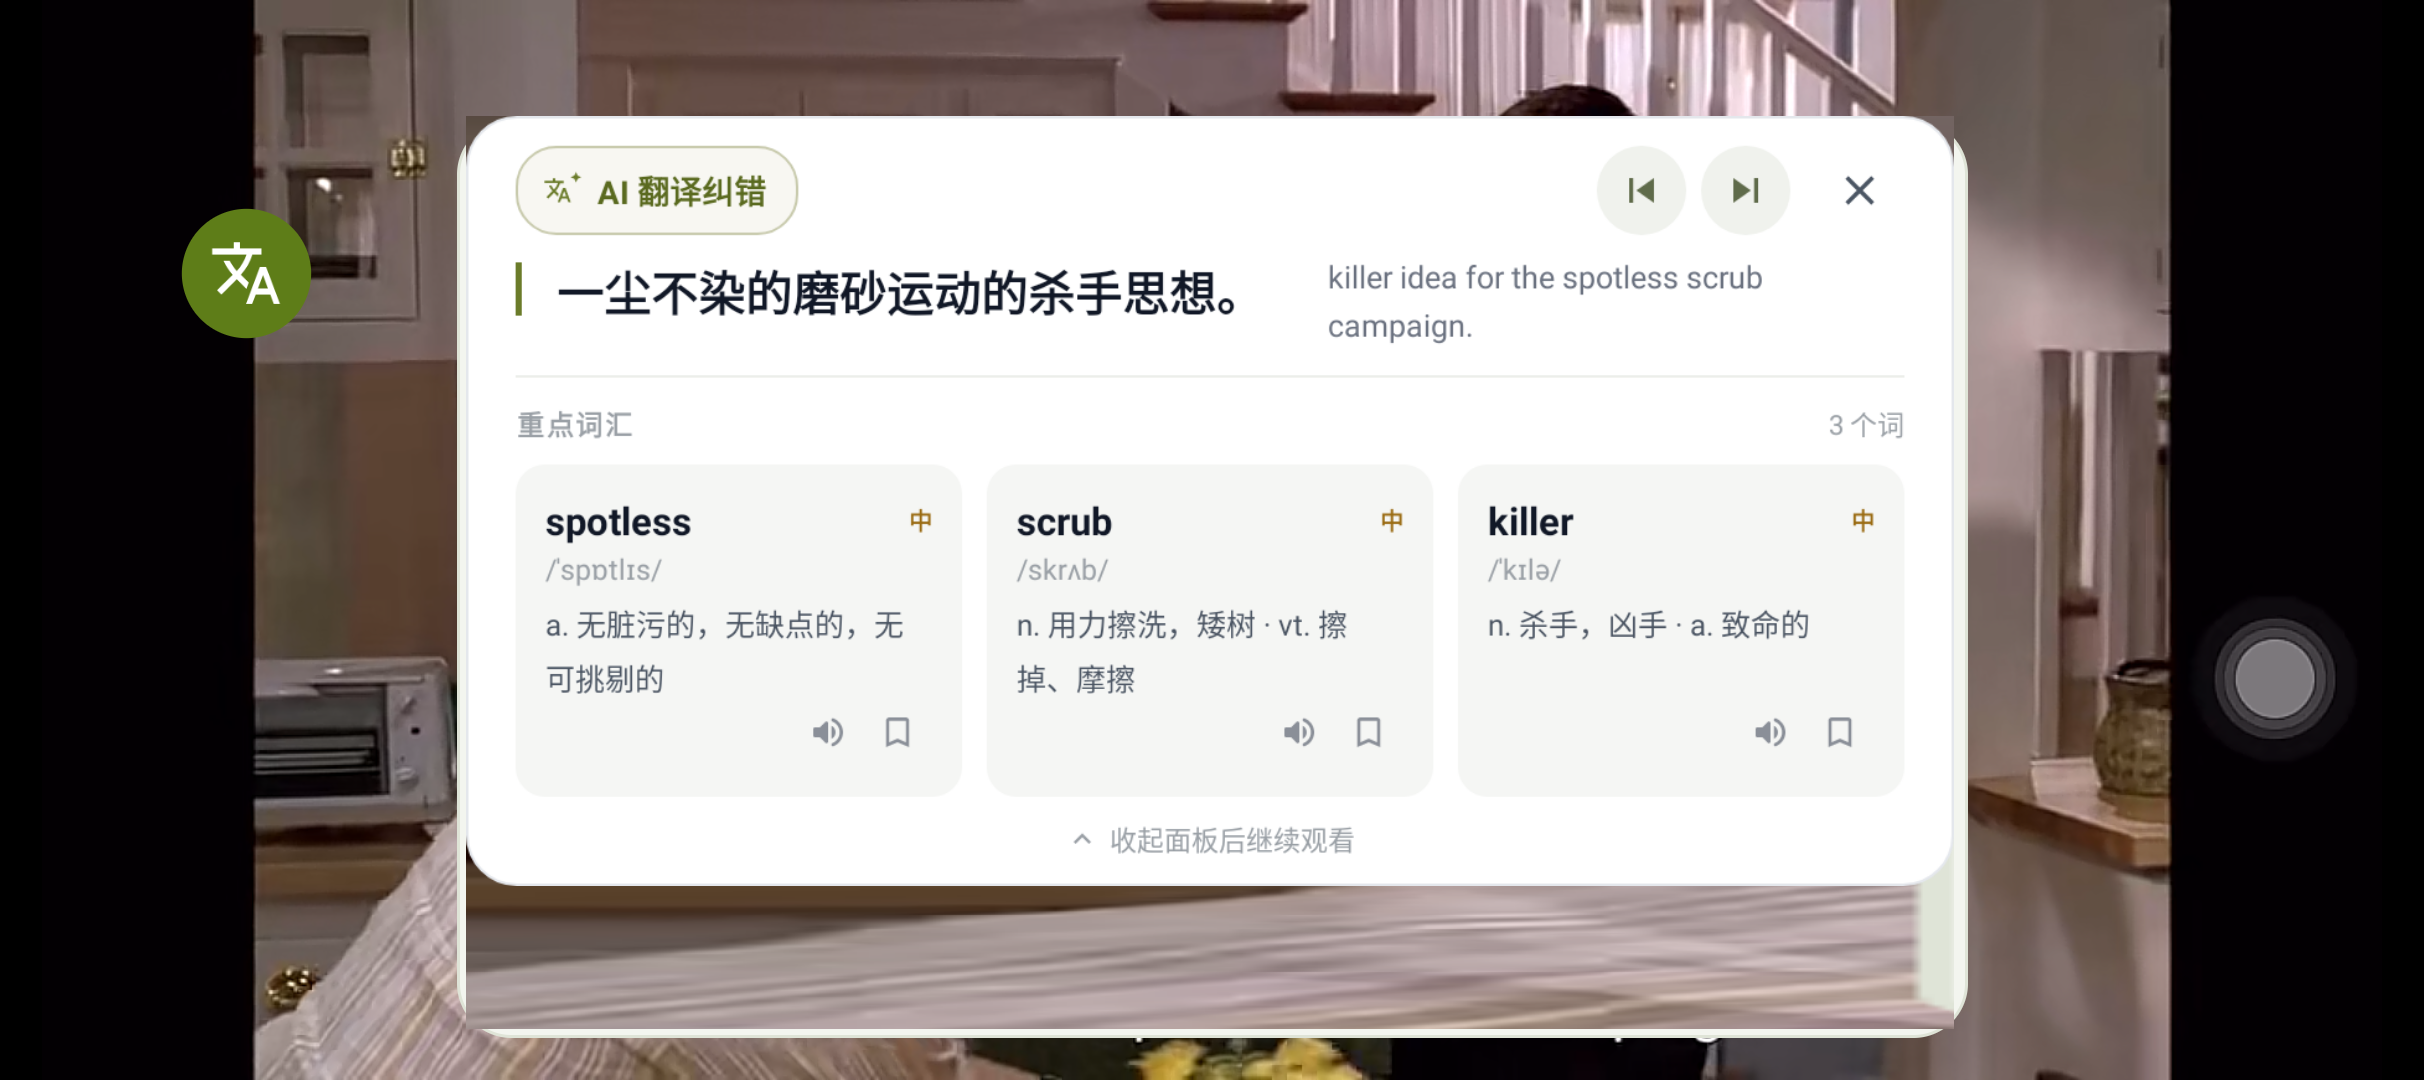 AI 翻译纠错
一尘不染的磨砂运动的杀手思想。
killer idea for the spotless scrub
campaign.
重点词汇
3 个词
spotless
中
/ˈspɒtlɪs/
a. 无脏污的，无缺点的，无
可挑剔的
scrub
中
/skrʌb/
n. 用力擦洗，矮树 · vt. 擦
掉、摩擦
killer
中
/ˈkɪlə/
n. 杀手，凶手 · a. 致命的
收起面板后继续观看